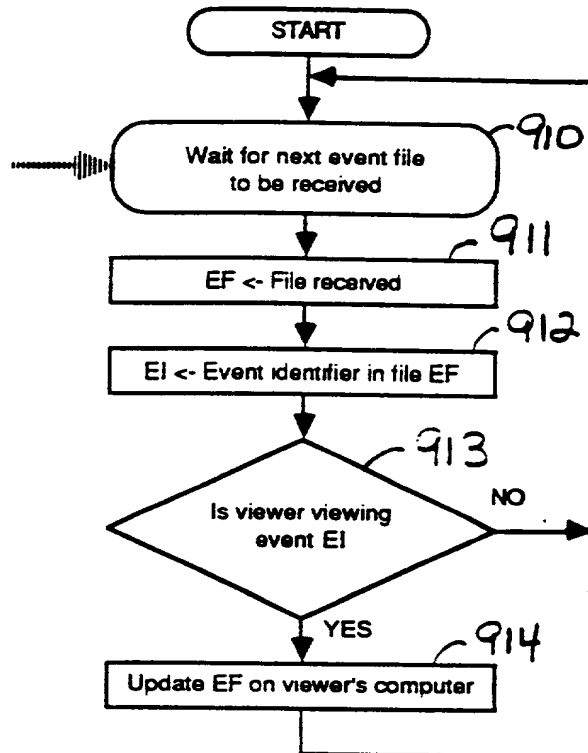 START
910
Wait for next event file
to be received
911
EF <- File received
912
EI <- Event identifier in file EF
913
Is viewer viewing
event EI
NO
YES
914
Update EF on viewer's computer